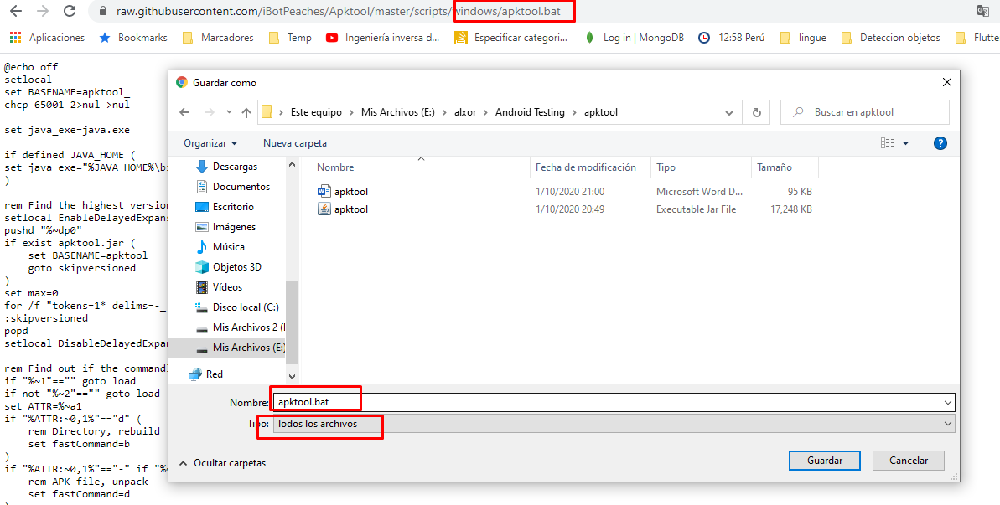 raw.githubusercontent.com/iBotPeaches/Apktool/master/scripts/windows/apktool.bat
Aplicaciones Bookmarks Marcadores Temp Ingeniería inversa d... Especificar categori... Log in | MongoDB 12:58 Perú lingue Deteccion objetos Flutte
@echo off
setlocal
set BASENAME=apktool_
chcp 65001 2>nul >nul
set java_exe=java.exe
if defined JAVA_HOME (
set java_exe="%JAVA_HOME%\bi
)
rem Find the highest version
setlocal EnableDelayedExpans
pushd "%~dp0"
if exist apktool.jar (
set BASENAME=apktool
goto skipversioned
)
set max=0
for /f "tokens=1* delims=-_
:skipversioned
popd
setlocal DisableDelayedExpan
rem Find out if the commandl
if "%~1"=="" goto load
if not "%~2"=="" goto load
set ATTR=%~a1
if "%ATTR:~0,1%"=="d" (
rem Directory, rebuild
set fastCommand=b
)
if "%ATTR:~0,1%"=="-" if "%~
rem APK file, unpack
set fastCommand=d
Guardar como
Este equipo Mis Archivos (E:) alxor Android Testing apktool
Buscar en apktool
Organizar Nueva carpeta
Descargas
Documentos
Escritorio
Imágenes
Música
Objetos 3D
Vídeos
Disco local (C:)
Mis Archivos 2 (
Mis Archivos (E:)
Red
Nombre Fecha de modificación Tipo Tamaño
apktool 1/10/2020 21:00 Microsoft Word D... 95 KB
apktool 1/10/2020 20:49 Executable Jar File 17,248 KB
Nombre: apktool.bat
Tipo: Todos los archivos
Ocultar carpetas
Guardar Cancelar